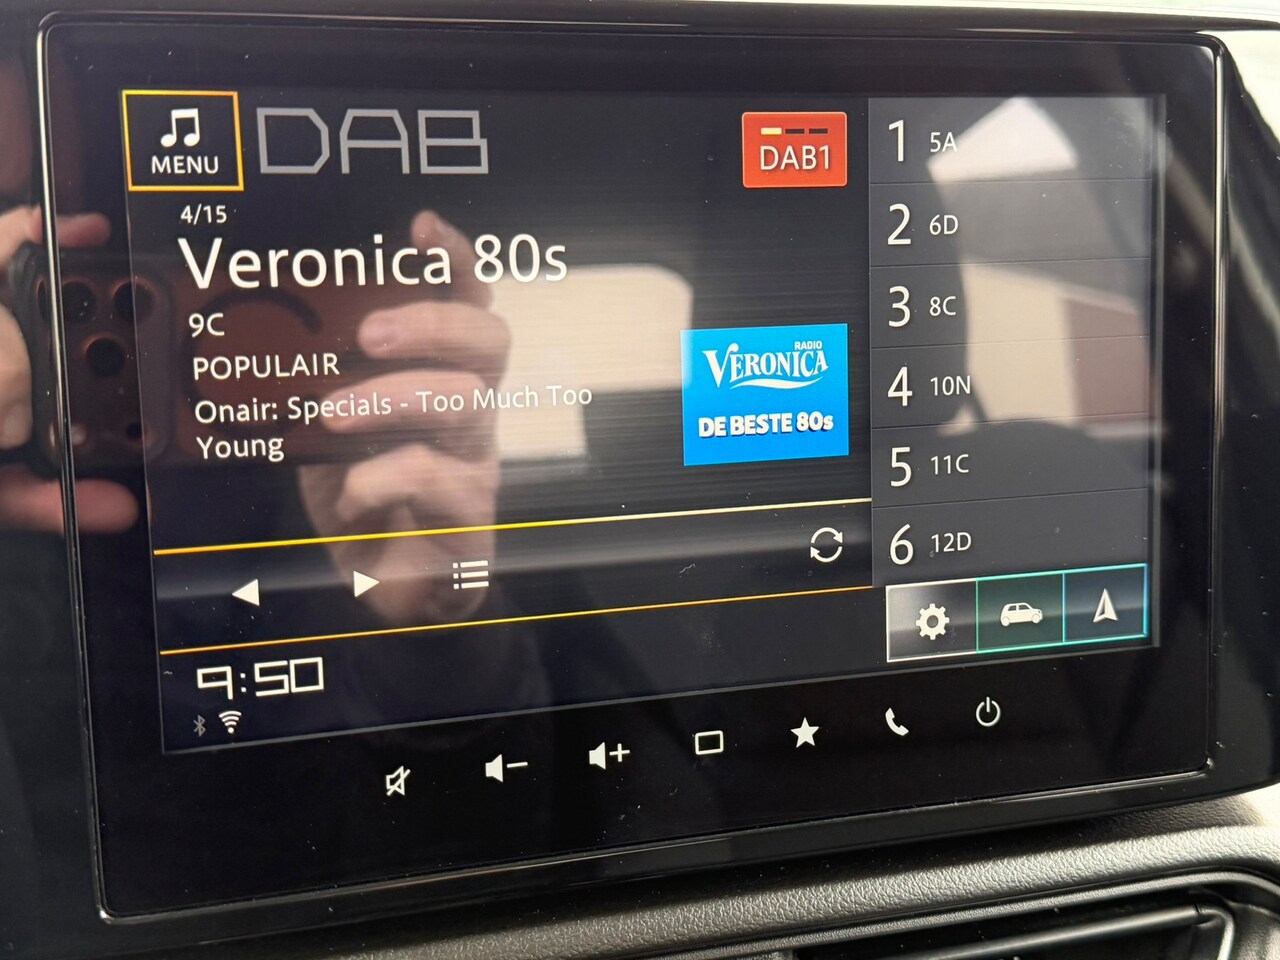 MENU
DAB
DAB1
4/15
Veronica 80s
9C
POPULAIR
Onair: Specials - Too Much Too
Young
RADIO
VERONICA
DE BESTE 80s
1 5A
2 6D
3 8C
4 10N
5 11C
6 12D
9:50